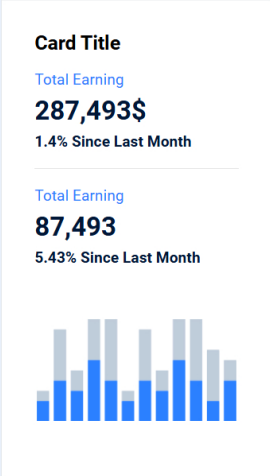 Card Title
Total Earning
287,493$
1.4% Since Last Month
Total Earning
87,493
5.43% Since Last Month